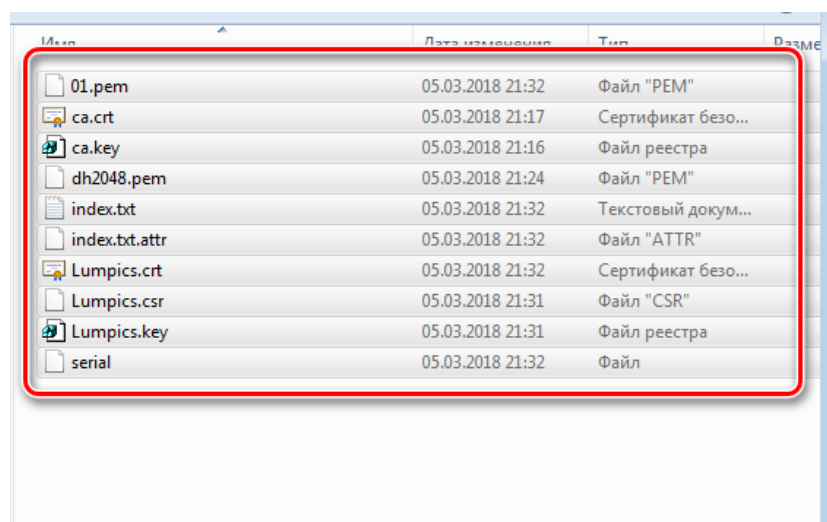 Имя Дата изменения Тип Разме
01.pem 05.03.2018 21:32 Файл "PEM"
ca.crt 05.03.2018 21:17 Сертификат безо...
ca.key 05.03.2018 21:16 Файл реестра
dh2048.pem 05.03.2018 21:24 Файл "PEM"
index.txt 05.03.2018 21:32 Текстовый докум...
index.txt.attr 05.03.2018 21:32 Файл "ATTR"
Lumpics.crt 05.03.2018 21:32 Сертификат безо...
Lumpics.csr 05.03.2018 21:31 Файл "CSR"
Lumpics.key 05.03.2018 21:31 Файл реестра
serial 05.03.2018 21:32 Файл